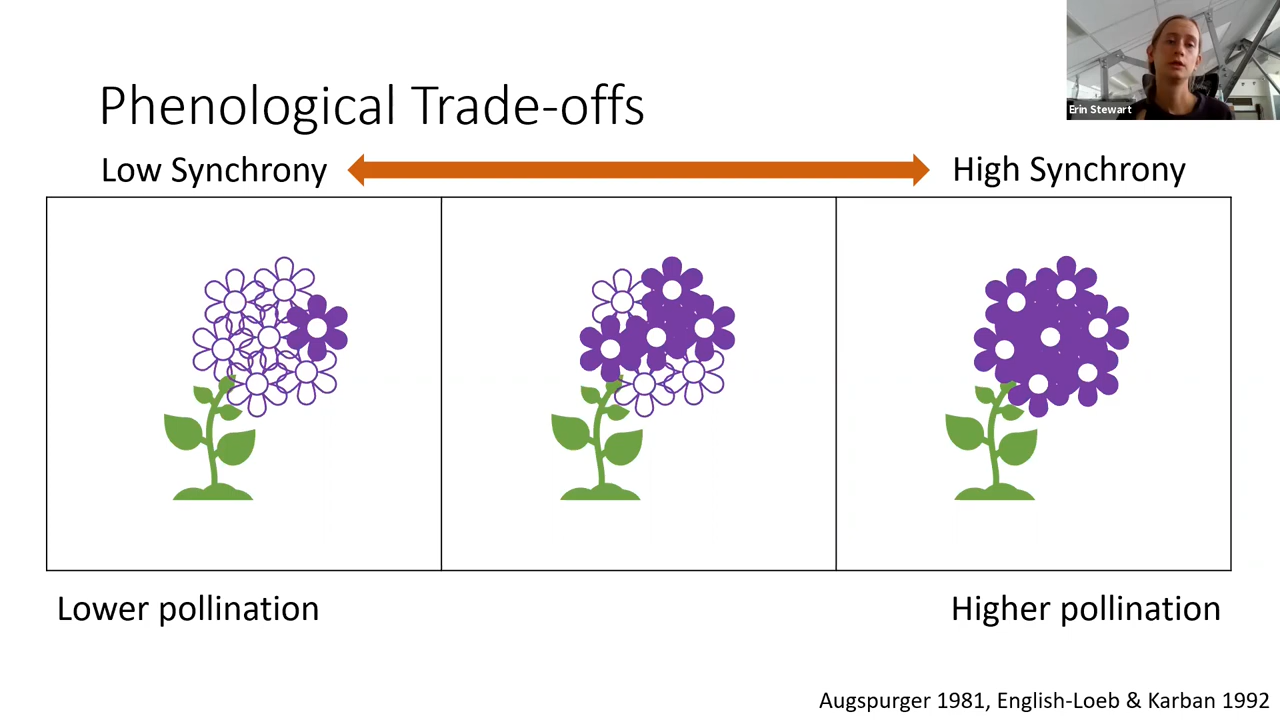 Erin Stewart
Phenological Trade-offs
Low Synchrony
High Synchrony
Lower pollination
Higher pollination
Augspurger 1981, English-Loeb & Karban 1992